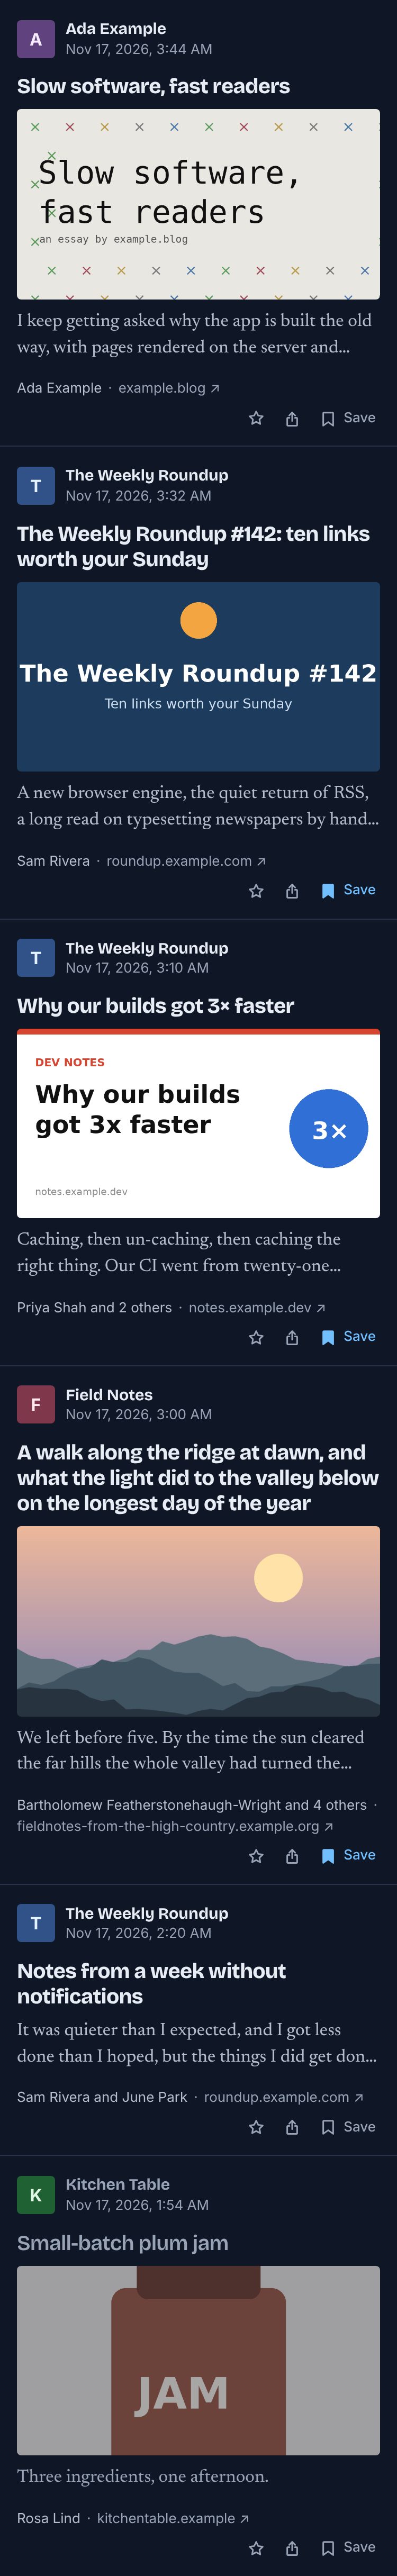 A
Ada Example
Nov 17, 2026, 3:44 AM
Slow software, fast readers
Slow software,
fast readers
an essay by example.blog
I keep getting asked why the app is built the old
way, with pages rendered on the server and...
Ada Example · example.blog ↗
Save
T
The Weekly Roundup
Nov 17, 2026, 3:32 AM
The Weekly Roundup #142: ten links
worth your Sunday
The Weekly Roundup #142
Ten links worth your Sunday
A new browser engine, the quiet return of RSS,
a long read on typesetting newspapers by hand...
Sam Rivera · roundup.example.com ↗
Save
T
The Weekly Roundup
Nov 17, 2026, 3:10 AM
Why our builds got 3× faster
DEV NOTES
Why our builds
got 3x faster
3×
notes.example.dev
Caching, then un-caching, then caching the
right thing. Our CI went from twenty-one...
Priya Shah and 2 others · notes.example.dev ↗
Save
F
Field Notes
Nov 17, 2026, 3:00 AM
A walk along the ridge at dawn, and
what the light did to the valley below
on the longest day of the year
We left before five. By the time the sun cleared
the far hills the whole valley had turned the...
Bartholomew Featherstonehaugh-Wright and 4 others ·
fieldnotes-from-the-high-country.example.org ↗
Save
T
The Weekly Roundup
Nov 17, 2026, 2:20 AM
Notes from a week without
notifications
It was quieter than I expected, and I got less
done than I hoped, but the things I did get don...
Sam Rivera and June Park · roundup.example.com ↗
Save
K
Kitchen Table
Nov 17, 2026, 1:54 AM
Small-batch plum jam
JAM
Three ingredients, one afternoon.
Rosa Lind · kitchentable.example ↗
Save